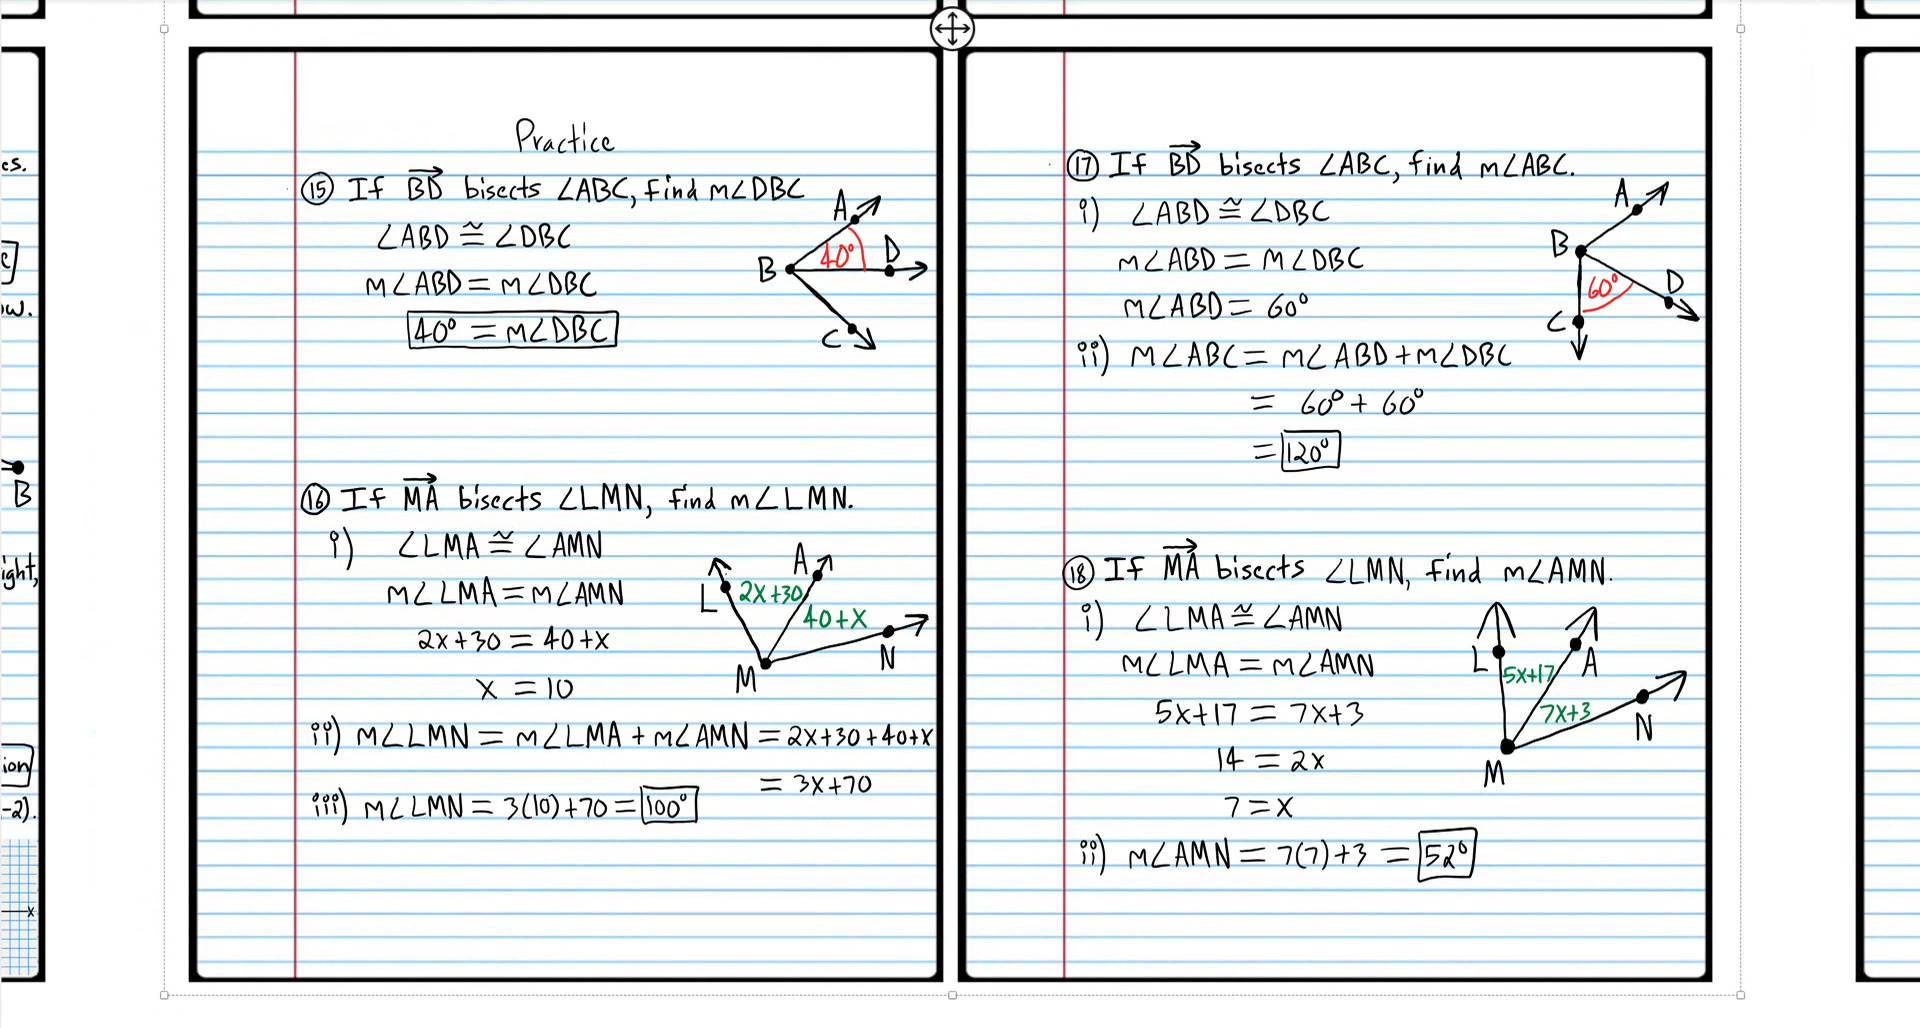 es.
ow.
B
ight,
ion
-2).
x
Practice
⑮ If BD→ bisects ∠ABC, find m∠DBC
∠ABD ≅ ∠DBC
m∠ABD = m∠DBC
40° = m∠DBC
A
40°
D
B
C
⑯ If MA→ bisects ∠LMN, find m∠LMN.
i) ∠LMA ≅ ∠AMN
m∠LMA = m∠AMN
2x+30 = 40+x
x = 10
A
L
2x+30
40+x
M
N
ii) m∠LMN = m∠LMA + m∠AMN = 2x+30+40+x
= 3x+70
iii) m∠LMN = 3(10)+70 = 100°
⑰ If BD→ bisects ∠ABC, find m∠ABC.
i) ∠ABD ≅ ∠DBC
m∠ABD = m∠DBC
m∠ABD = 60°
A
B
60°
D
C
ii) m∠ABC = m∠ABD + m∠DBC
= 60° + 60°
= 120°
⑱ If MA→ bisects ∠LMN, find m∠AMN.
i) ∠LMA ≅ ∠AMN
m∠LMA = m∠AMN
5x+17 = 7x+3
14 = 2x
7 = x
L
A
5x+17
7x+3
N
M
ii) m∠AMN = 7(7)+3 = 52°